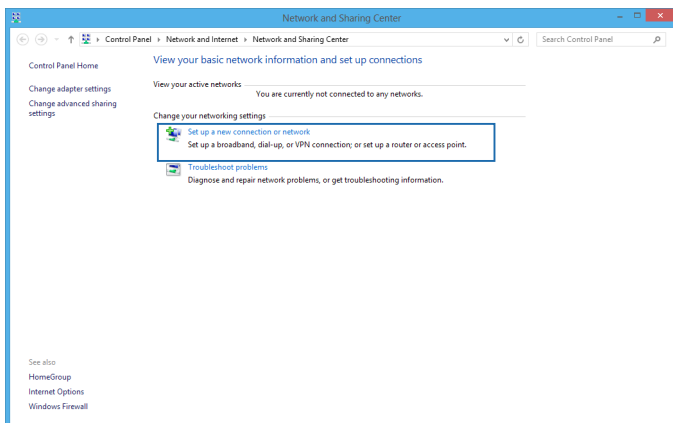 Network and Sharing Center
Control Panel Network and Internet Network and Sharing Center
Search Control Panel
Control Panel Home
Change adapter settings
Change advanced sharing
settings
View your basic network information and set up connections
View your active networks
You are currently not connected to any networks.
Change your networking settings
Set up a new connection or network
Set up a broadband, dial-up, or VPN connection; or set up a router or access point.
Troubleshoot problems
Diagnose and repair network problems, or get troubleshooting information.
See also
HomeGroup
Internet Options
Windows Firewall